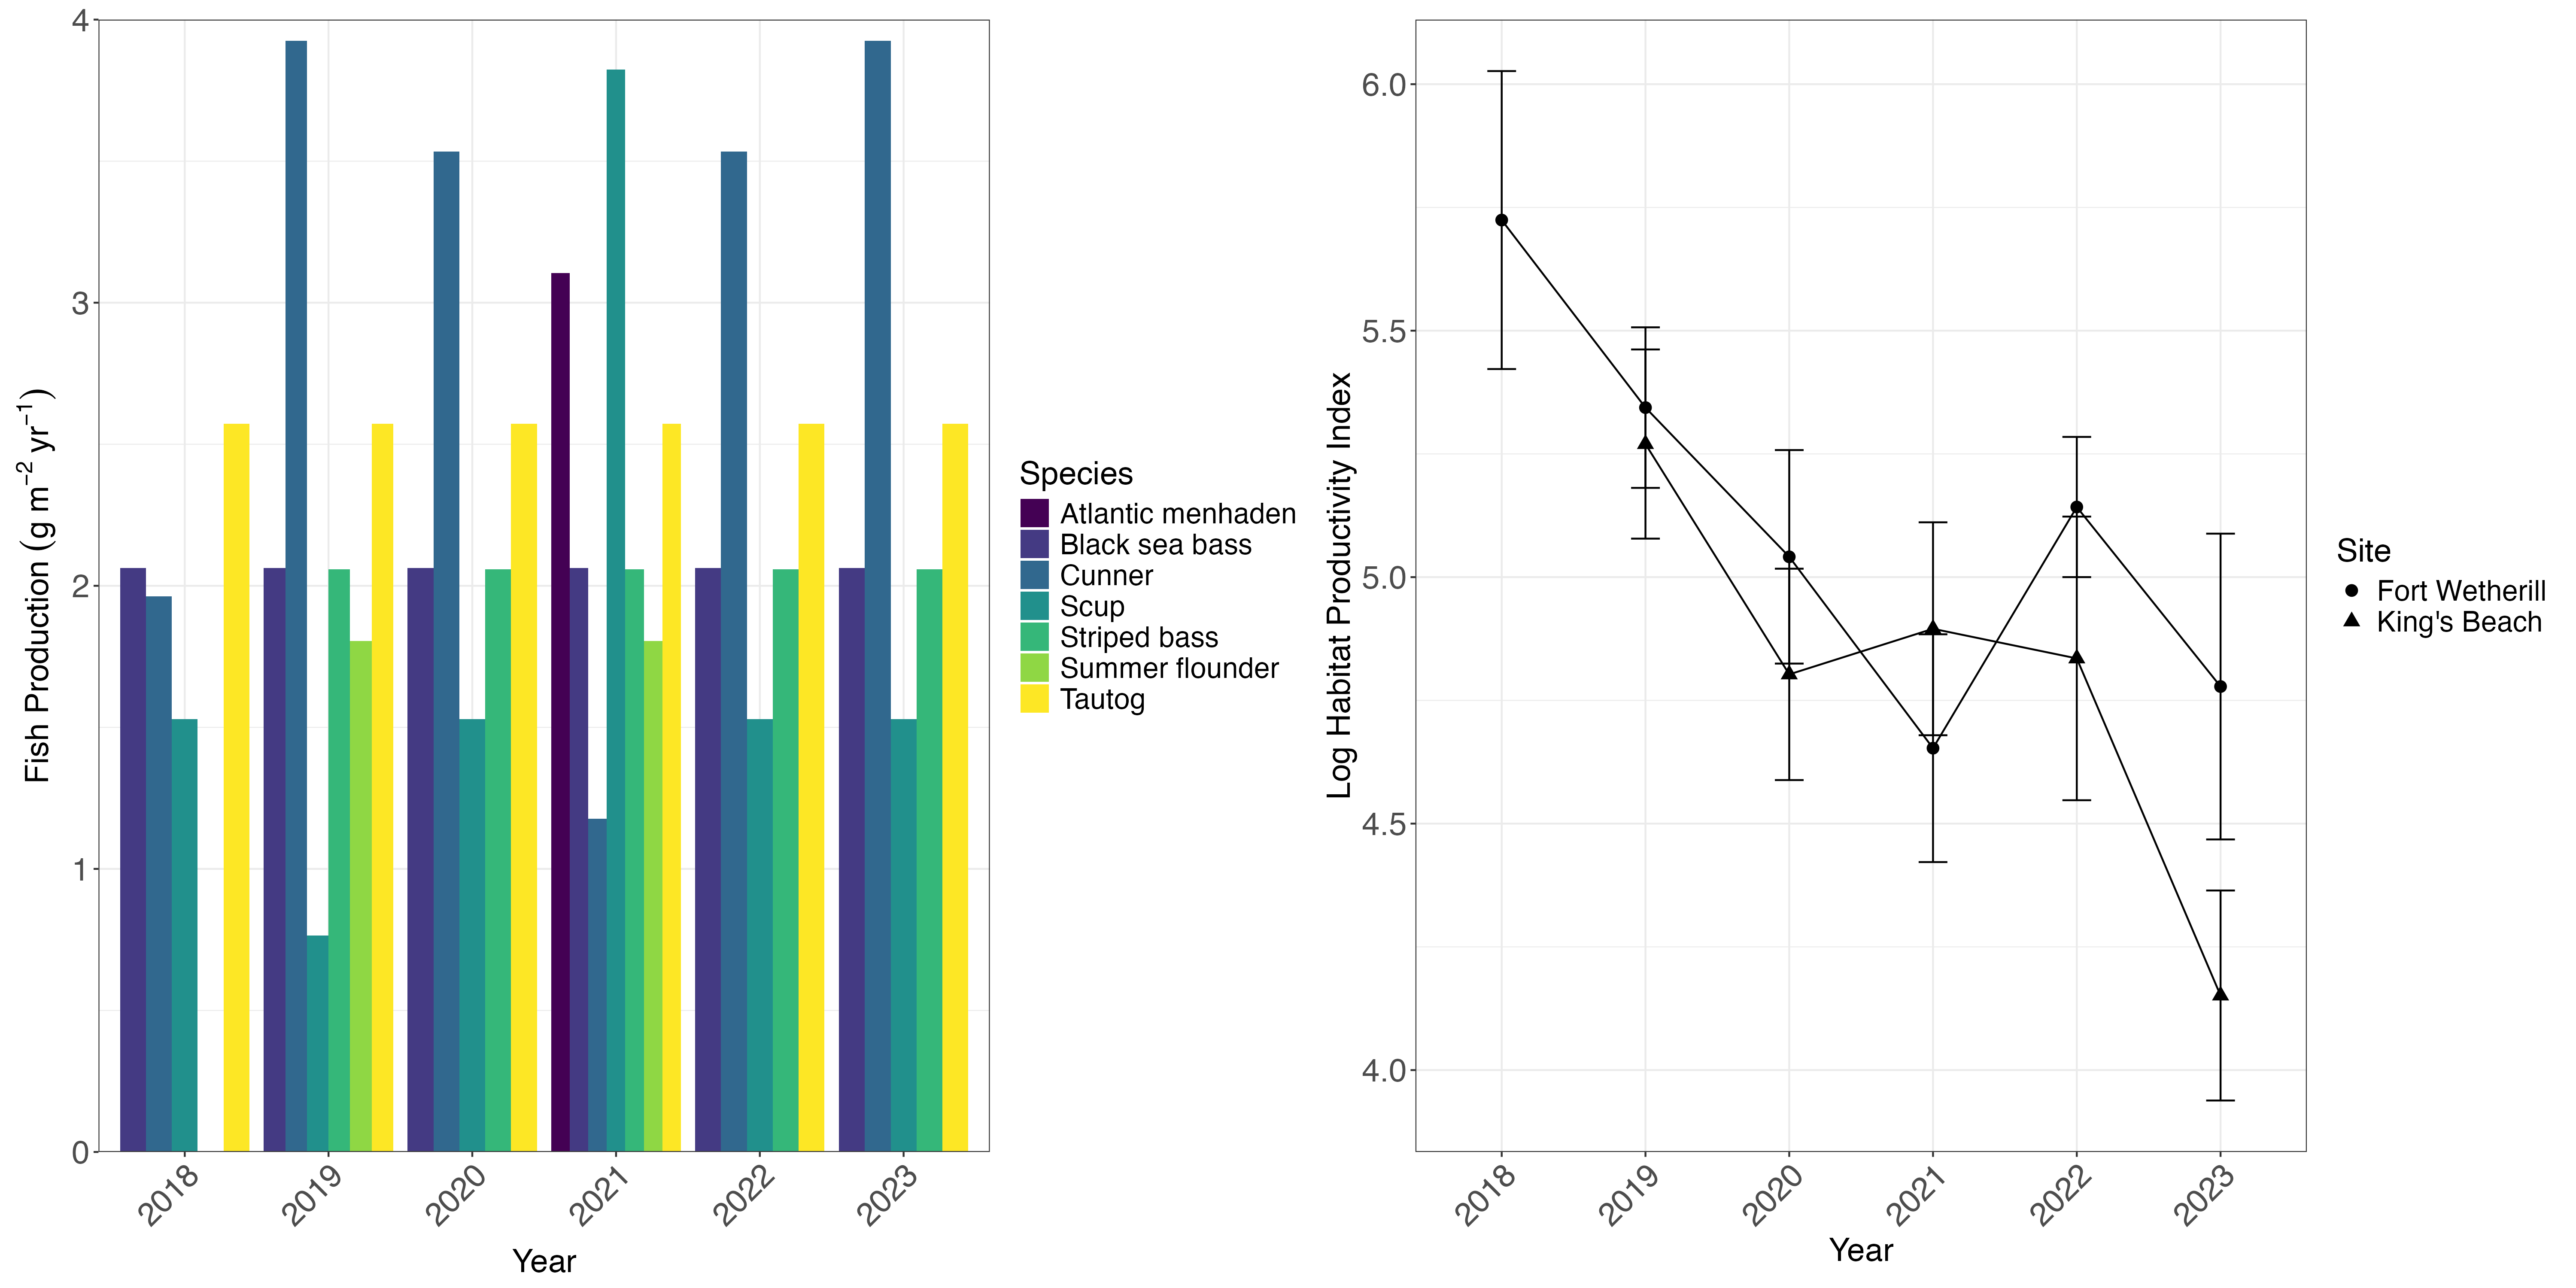 4
3
2
1
0
Fish Production (g m−2 yr−1)
2018
2019
2020
2021
2022
2023
Year
Species
Atlantic menhaden
Black sea bass
Cunner
Scup
Striped bass
Summer flounder
Tautog
6.0
5.5
5.0
4.5
4.0
Log Habitat Productivity Index
2018
2019
2020
2021
2022
2023
Year
Site
Fort Wetherill
King's Beach